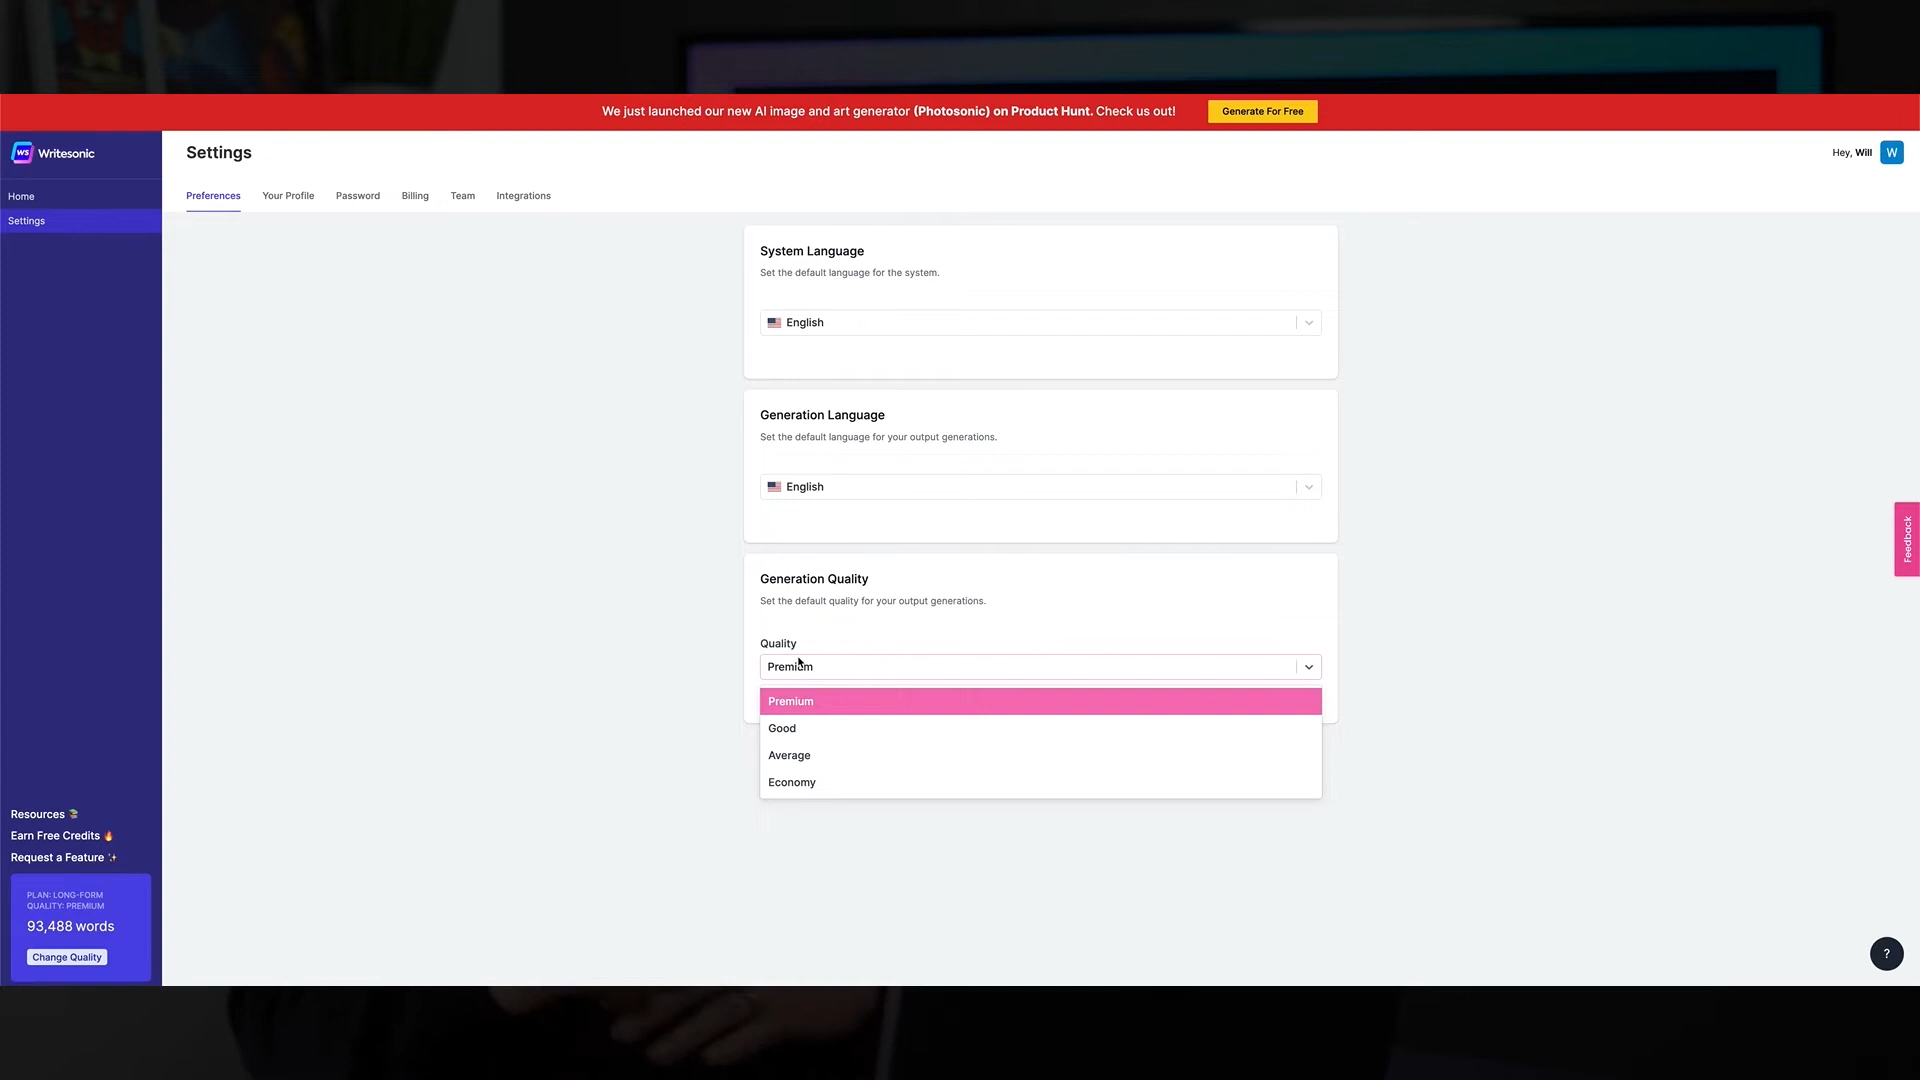 We just launched our new AI image and art generator (Photosonic) on Product Hunt. Check us out!
Generate For Free
WS Writesonic
Settings
Hey, Will
W
Home
Settings
Preferences
Your Profile
Password
Billing
Team
Integrations
System Language
Set the default language for the system.
English
Generation Language
Set the default language for your output generations.
English
Generation Quality
Set the default quality for your output generations.
Quality
Premium
Premium
Good
Average
Economy
Feedback
Resources
Earn Free Credits
Request a Feature
PLAN: LONG-FORM
QUALITY: PREMIUM
93,488 words
Change Quality
?